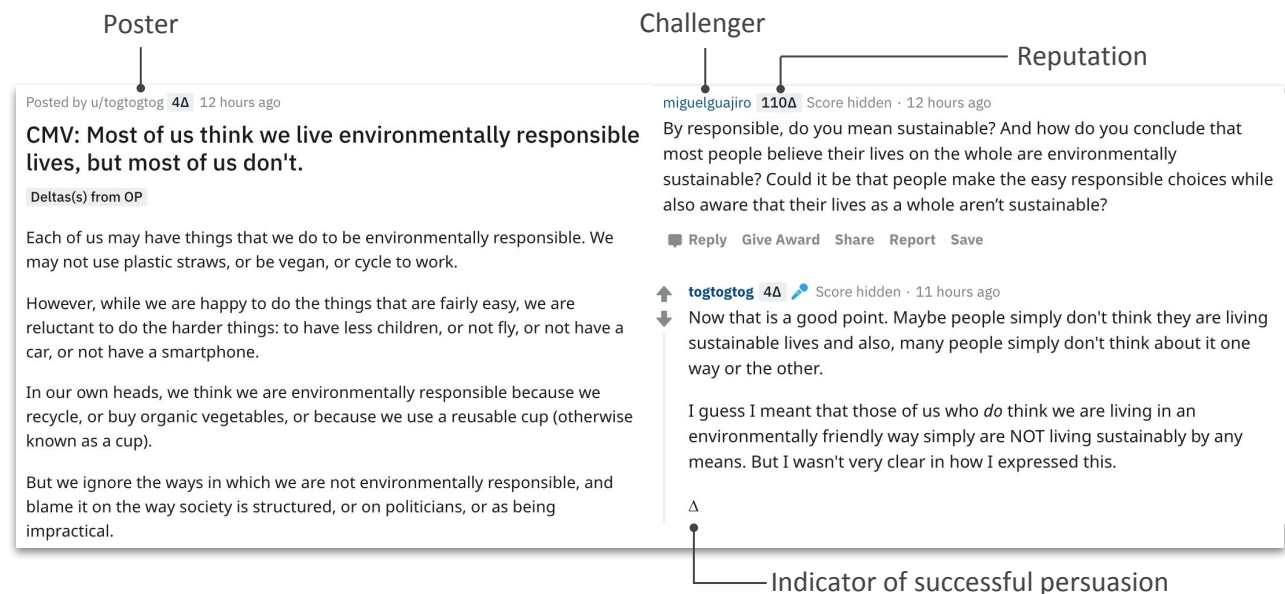 Poster
Challenger
Reputation
Posted by u/togtogtog 4Δ 12 hours ago
CMV: Most of us think we live environmentally responsible
lives, but most of us don't.
Deltas(s) from OP
Each of us may have things that we do to be environmentally responsible. We
may not use plastic straws, or be vegan, or cycle to work.
However, while we are happy to do the things that are fairly easy, we are
reluctant to do the harder things: to have less children, or not fly, or not have a
car, or not have a smartphone.
In our own heads, we think we are environmentally responsible because we
recycle, or buy organic vegetables, or because we use a reusable cup (otherwise
known as a cup).
But we ignore the ways in which we are not environmentally responsible, and
blame it on the way society is structured, or on politicians, or as being
impractical.
miguelguajiro 110Δ Score hidden · 12 hours ago
By responsible, do you mean sustainable? And how do you conclude that
most people believe their lives on the whole are environmentally
sustainable? Could it be that people make the easy responsible choices while
also aware that their lives as a whole aren’t sustainable?
Reply Give Award Share Report Save
togtogtog 4Δ Score hidden · 11 hours ago
Now that is a good point. Maybe people simply don't think they are living
sustainable lives and also, many people simply don't think about it one
way or the other.
I guess I meant that those of us who do think we are living in an
environmentally friendly way simply are NOT living sustainably by any
means. But I wasn't very clear in how I expressed this.
Δ
Indicator of successful persuasion